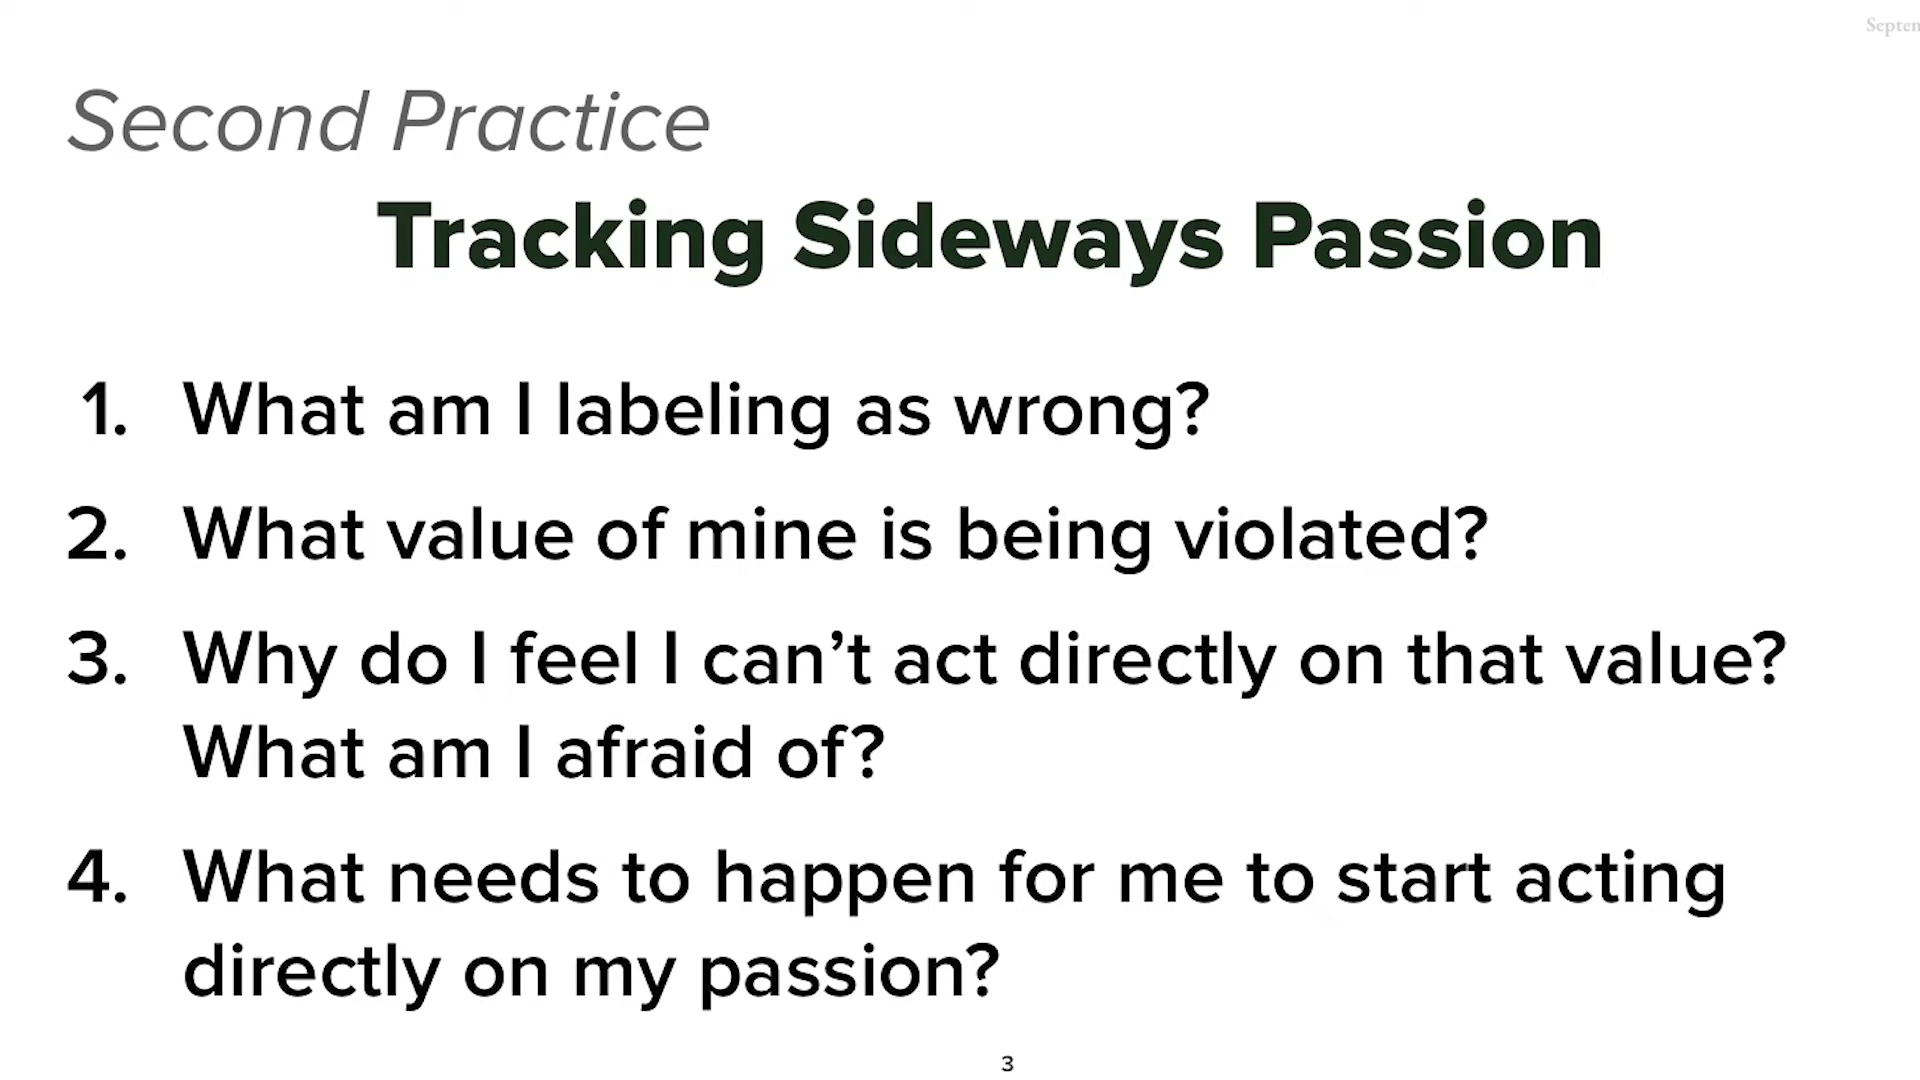 Second Practice
Tracking Sideways Passion
1. What am I labeling as wrong?
2. What value of mine is being violated?
3. Why do I feel I can’t act directly on that value?
What am I afraid of?
4. What needs to happen for me to start acting
directly on my passion?
3